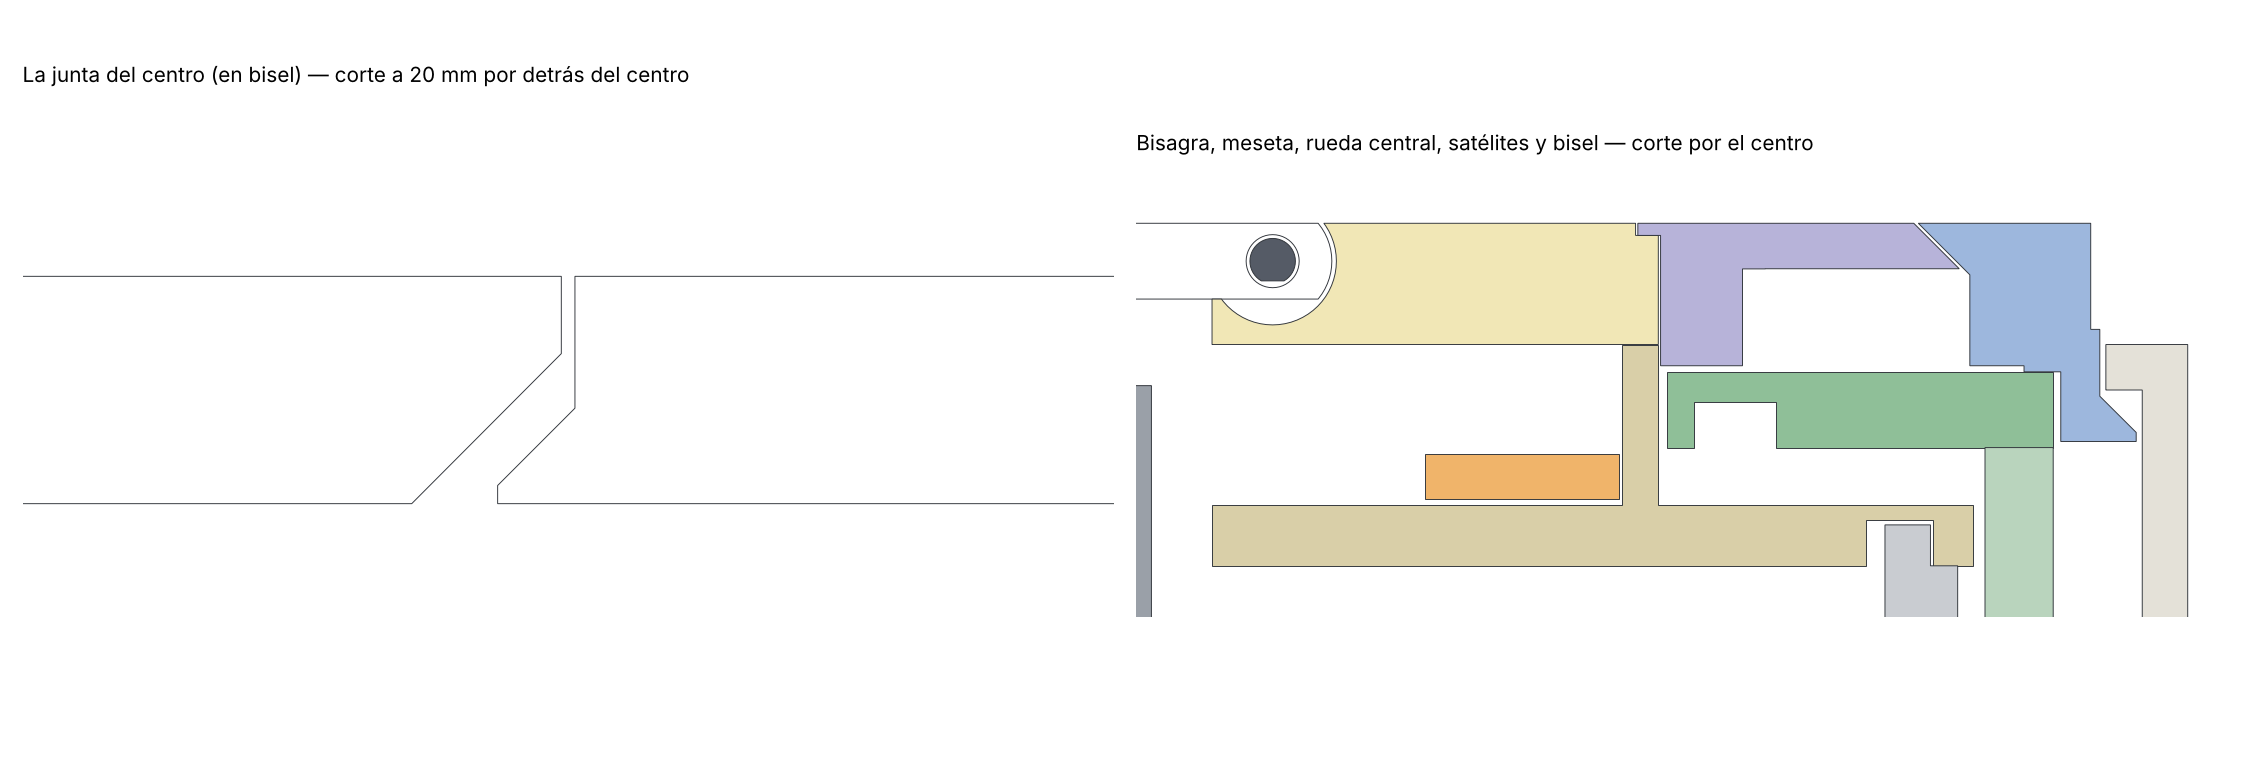 La junta del centro (en bisel) — corte a 20 mm por detrás del centro
Bisagra, meseta, rueda central, satélites y bisel — corte por el centro